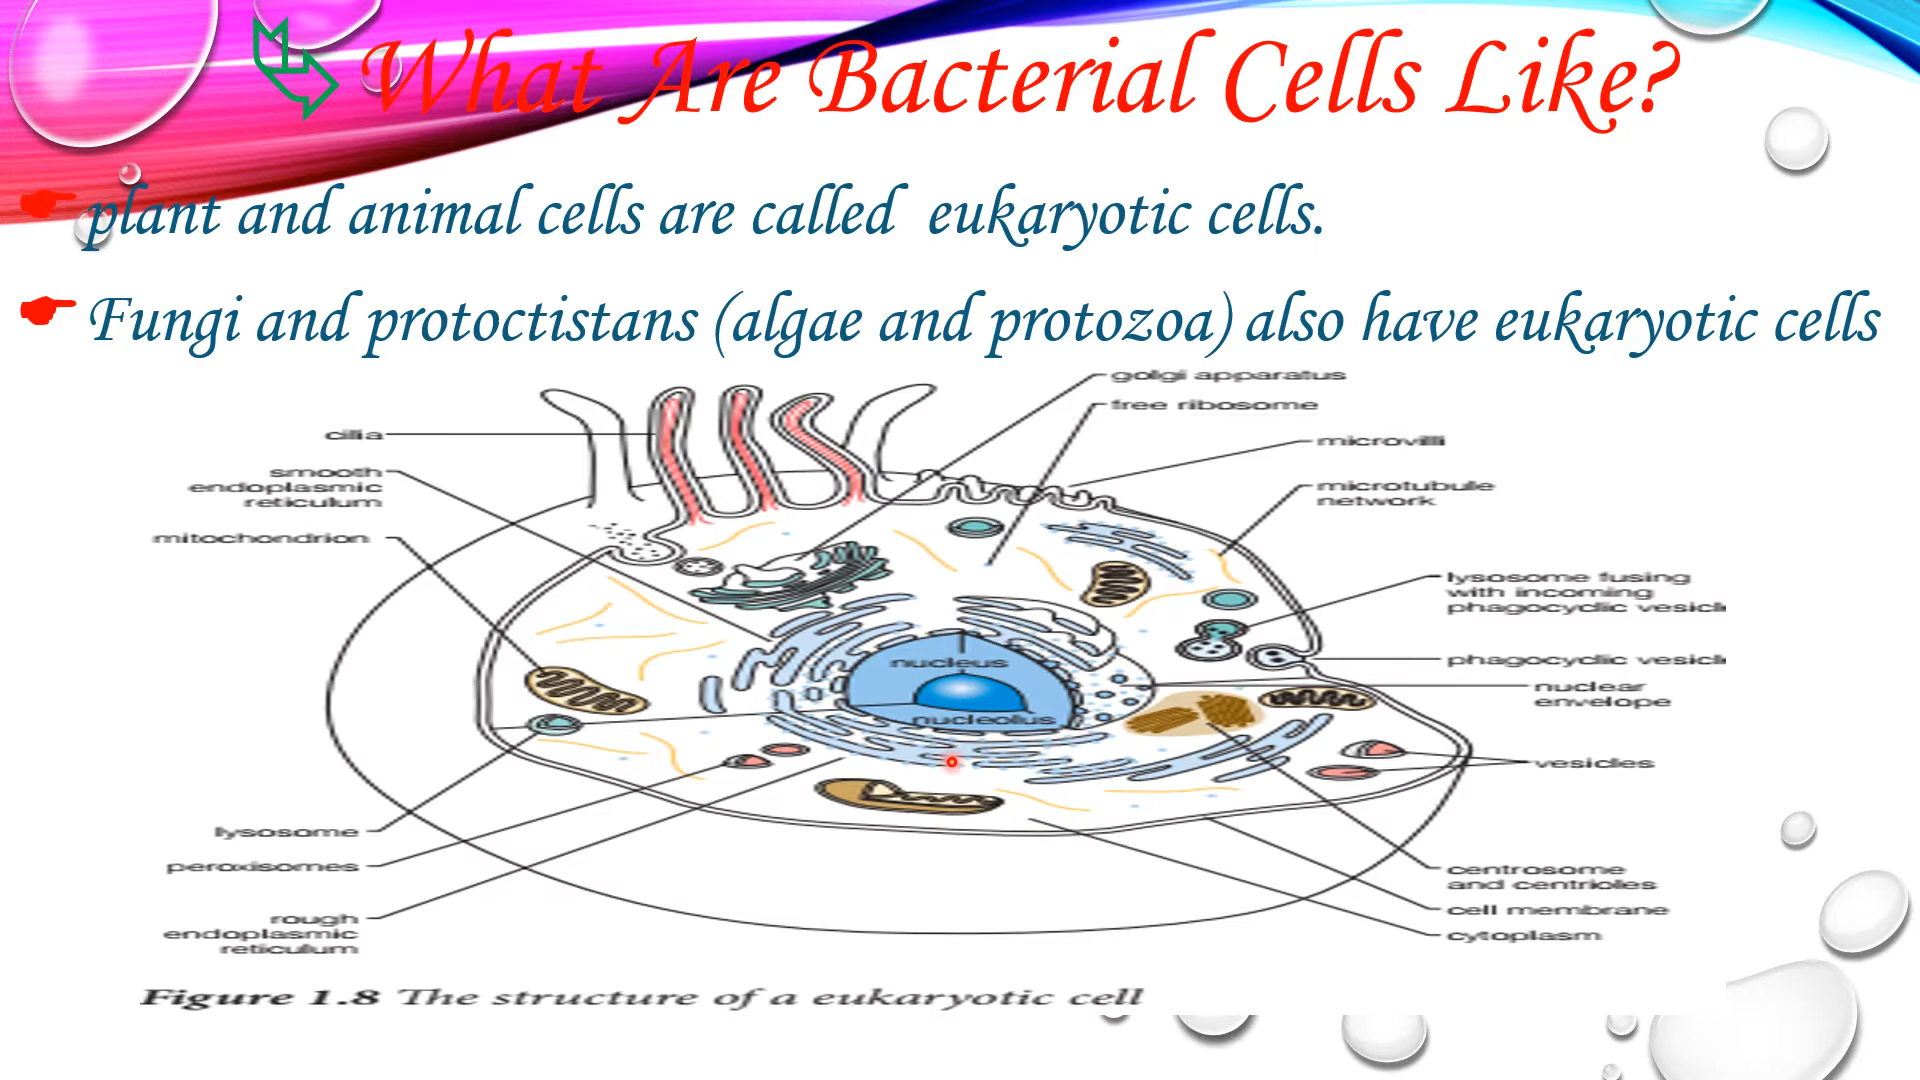 What Are Bacterial Cells Like?
plant and animal cells are called eukaryotic cells.
Fungi and protoctistans (algae and protozoa) also have eukaryotic cells
golgi apparatus
free ribosome
cilia
microvilli
smooth
endoplasmic
reticulum
microtubule
network
mitochondrion
lysosome fusing
with incoming
phagocyclic vesicl
nucleus
phagocyclic vesicl
nuclear
envelope
nucleolus
vesicles
lysosome
peroxisomes
centrosome
and centrioles
rough
endoplasmic
reticulum
cell membrane
cytoplasm
Figure 1.8 The structure of a eukaryotic cell